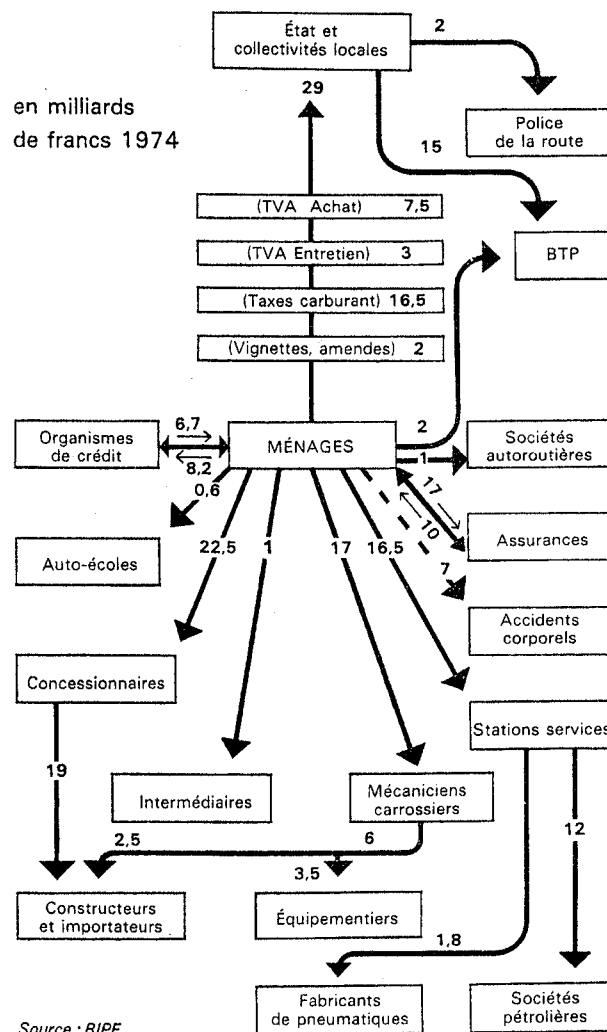 État et
collectivités locales
2
29
en milliards
de francs 1974
Police
de la route
15
(TVA Achat) 7,5
(TVA Entretien) 3
BTP
(Taxes carburant) 16,5
(Vignettes, amendes) 2
6,7
Organismes
de crédit
8,2
MÉNAGES
2
1
Sociétés
autoroutières
0,6
17
10
Assurances
Auto-écoles
22,5
1
17
16,5
7
Accidents
corporels
Concessionnaires
Stations services
19
Intermédiaires
Mécaniciens
carrossiers
12
2,5
6
3,5
Constructeurs
et importateurs
Équipementiers
1,8
Fabricants
de pneumatiques
Sociétés
pétrolières
Source : BIPE